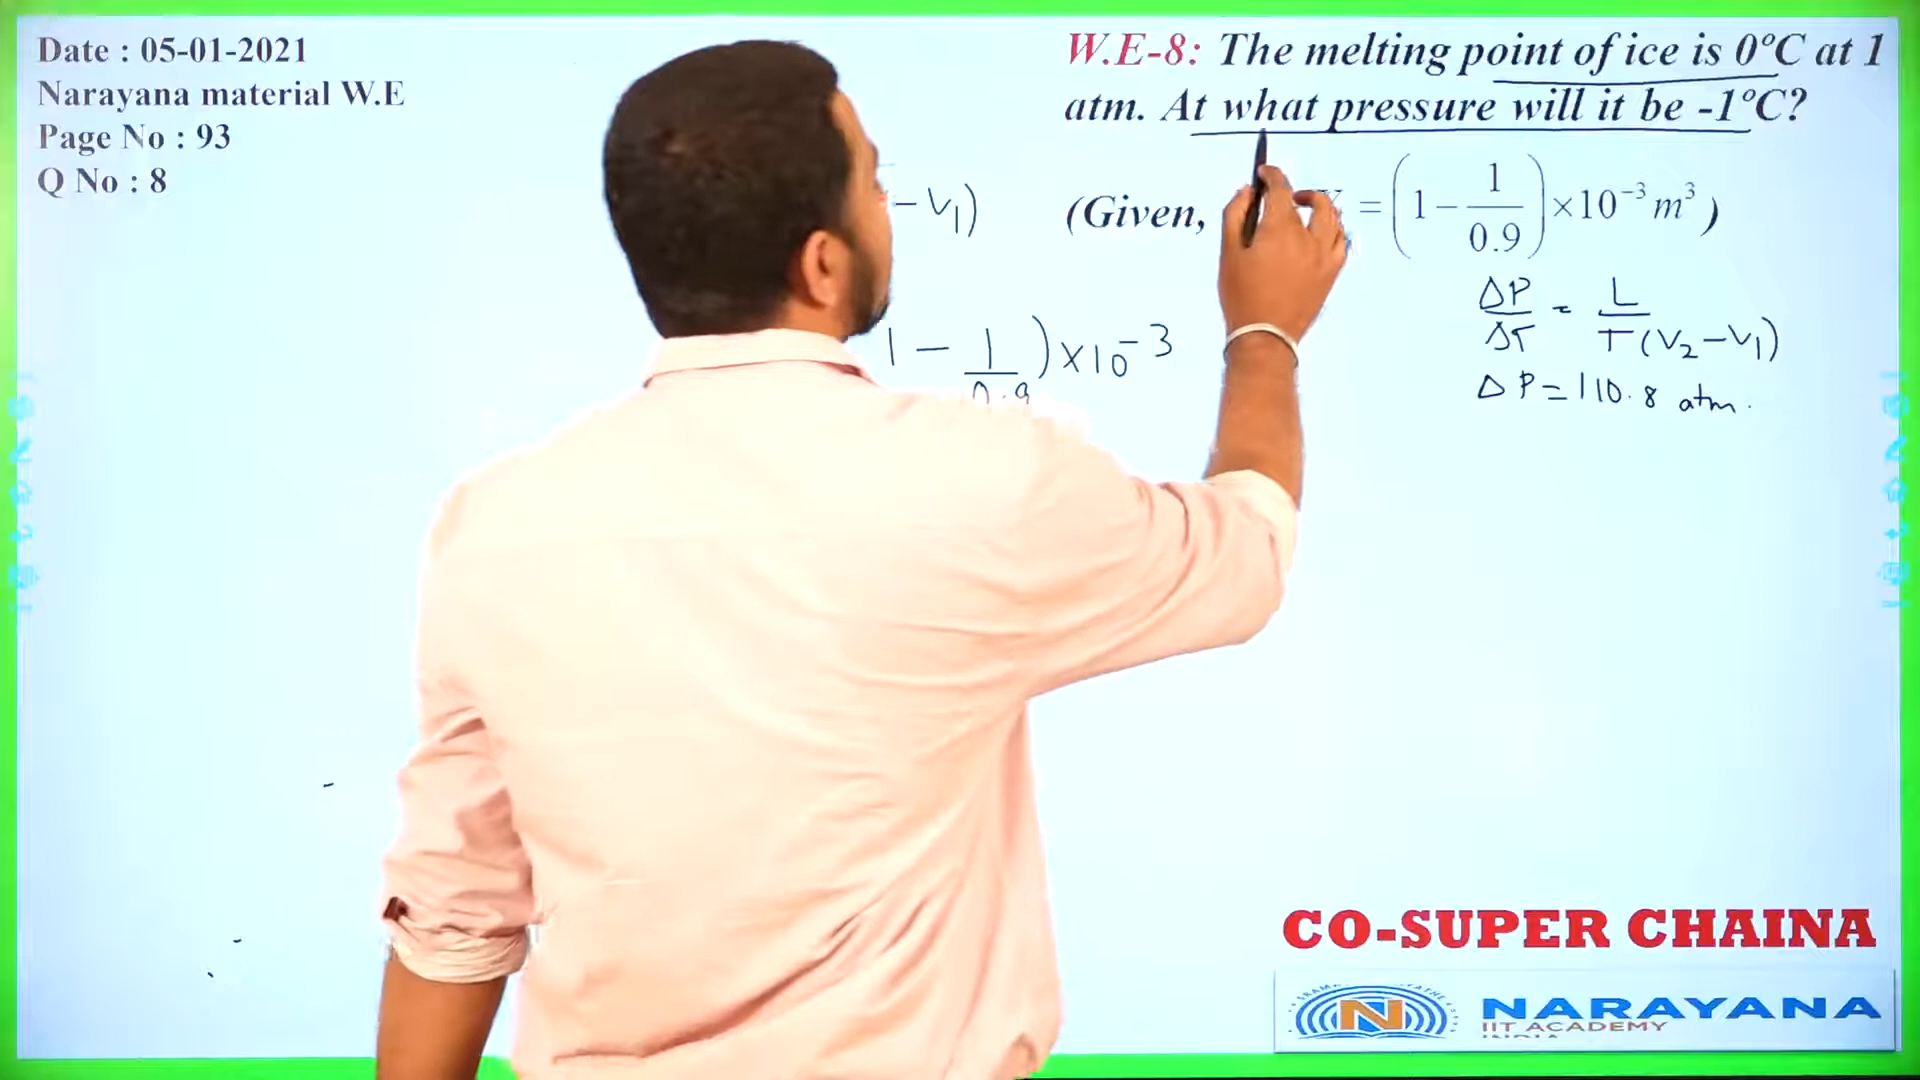 Date : 05-01-2021
Narayana material W.E
Page No : 93
Q No : 8
W.E-8: The melting point of ice is 0°C at 1
atm. At what pressure will it be -1°C?
(Given, = (1 - 1/0.9) × 10⁻³ m³ )
- V₁)
1 - 1/0.9) × 10⁻³
ΔP/ΔT = L/T(V₂-V₁)
ΔP = 110.8 atm.
CO-SUPER CHAINA
N NARAYANA
IIT ACADEMY
INDIA